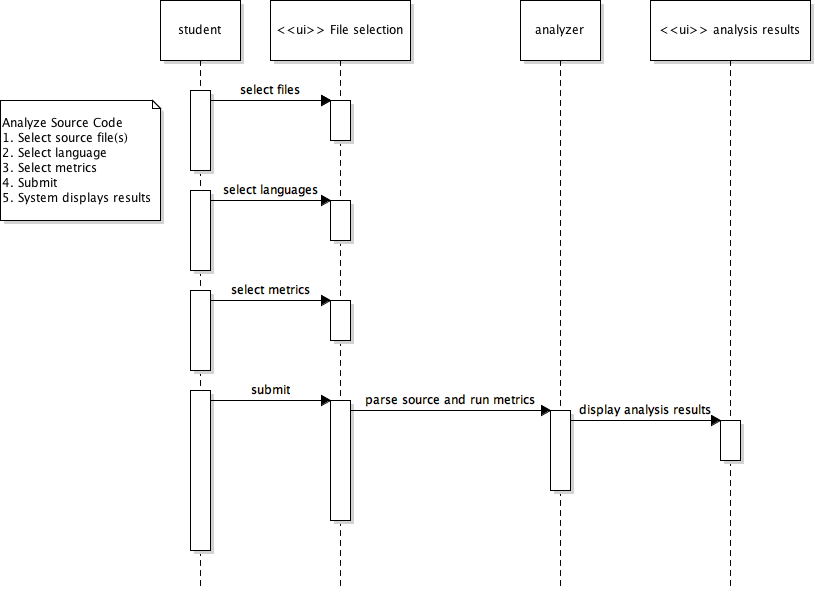 student
<<ui>> File selection
analyzer
<<ui>> analysis results
select files
Analyze Source Code
1. Select source file(s)
2. Select language
3. Select metrics
4. Submit
5. System displays results
select languages
select metrics
submit
parse source and run metrics
display analysis results